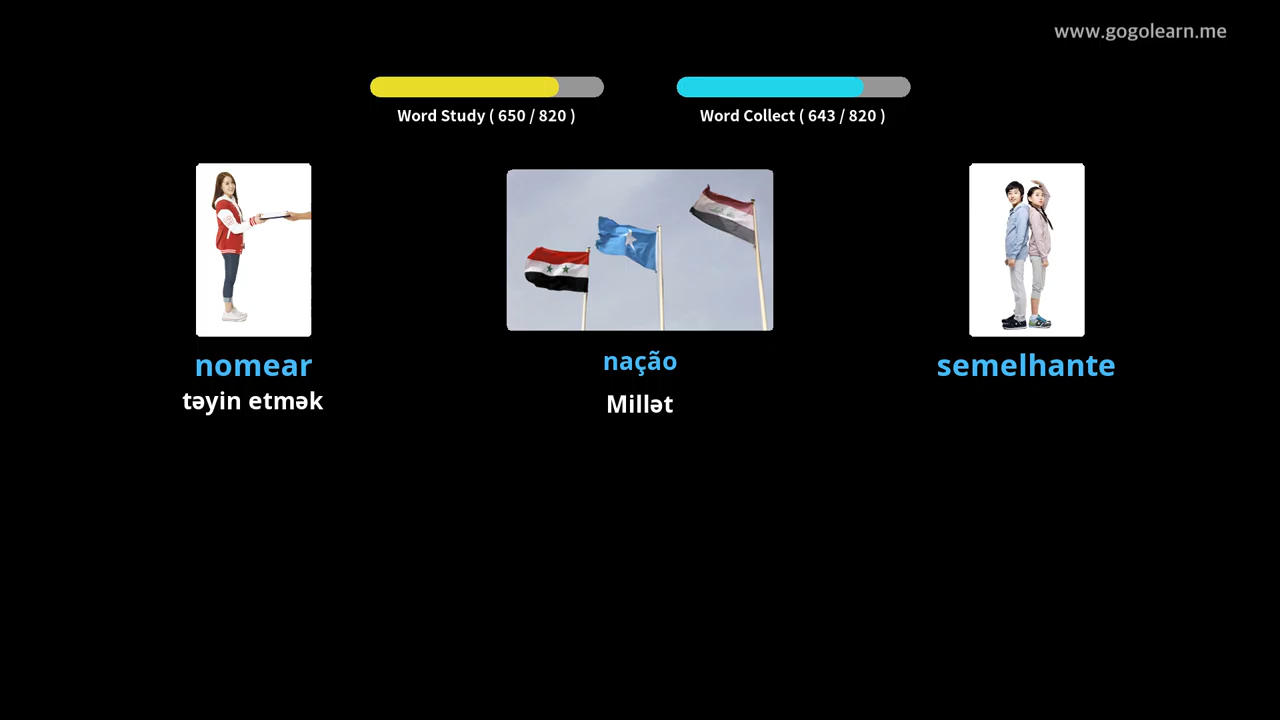 www.gogolearn.me
Word Study ( 650 / 820 )
Word Collect ( 643 / 820 )
nomear
təyin etmək
nação
Millət
semelhante